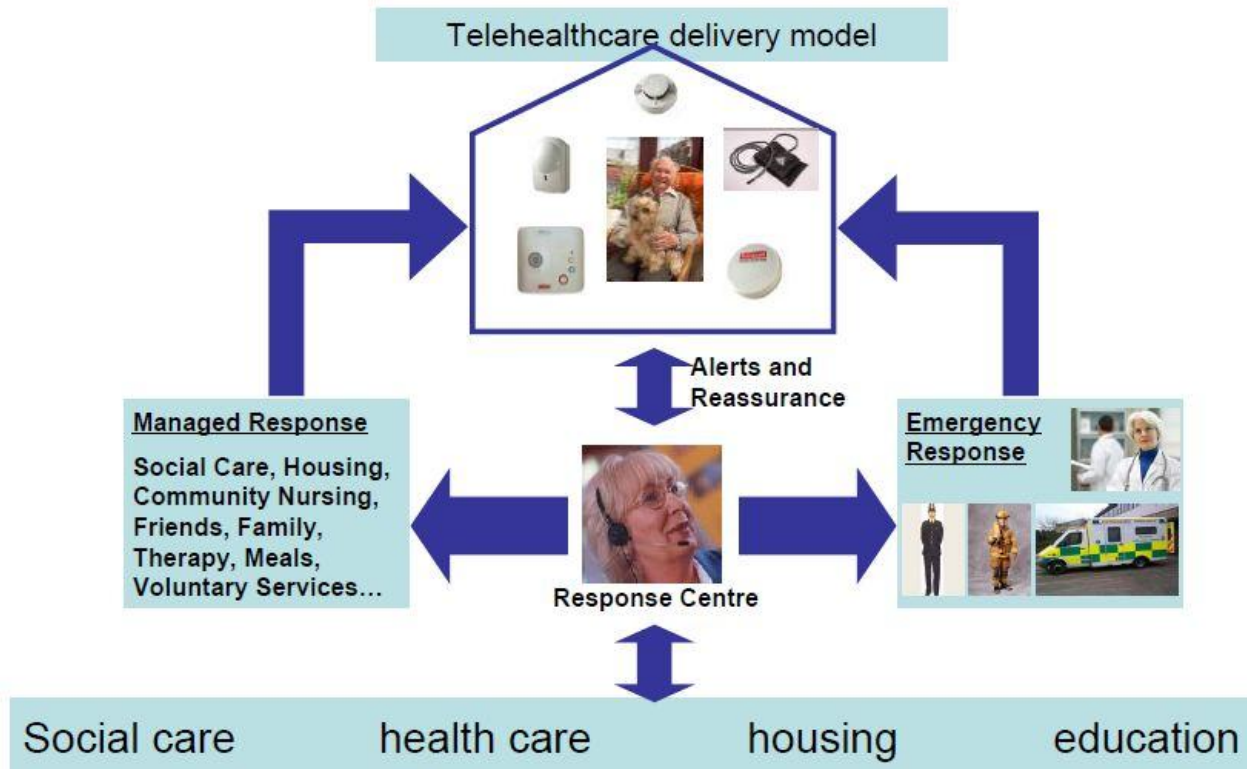 Telehealthcare delivery model
Alerts and
Reassurance
Managed Response
Social Care, Housing,
Community Nursing,
Friends, Family,
Therapy, Meals,
Voluntary Services…
Emergency
Response
Response Centre
Social care health care housing education